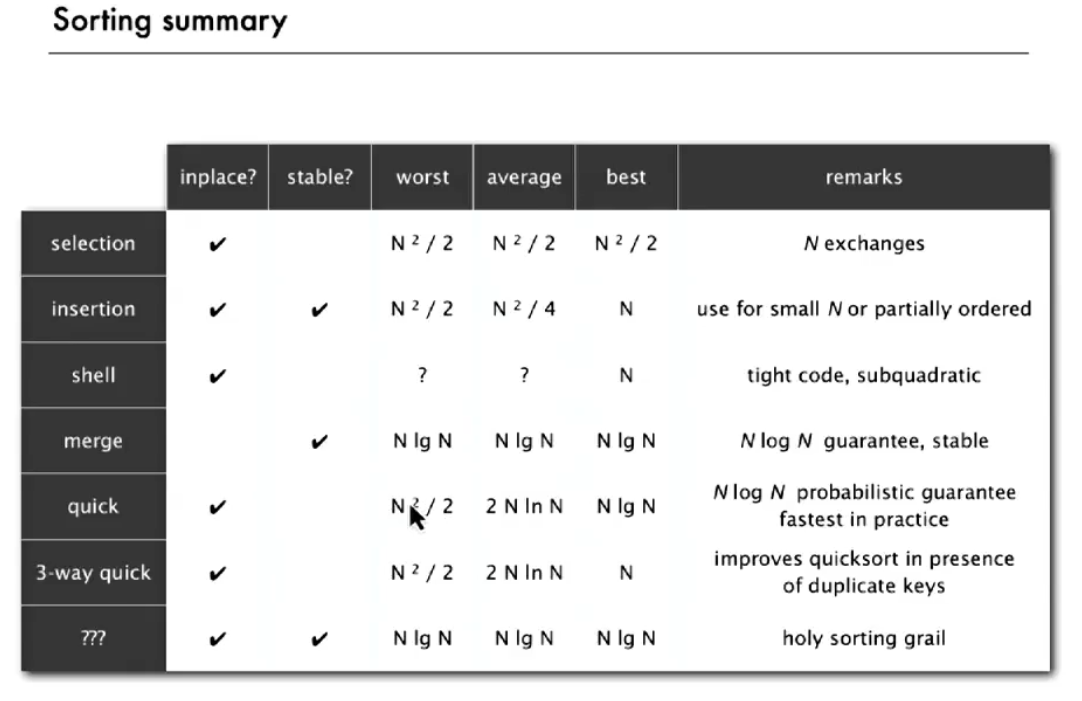 Sorting summary
inplace? stable? worst average best remarks
selection ✔ N ² / 2 N ² / 2 N ² / 2 N exchanges
insertion ✔ ✔ N ² / 2 N ² / 4 N use for small N or partially ordered
shell ✔ ? ? N tight code, subquadratic
merge ✔ N lg N N lg N N lg N N log N guarantee, stable
quick ✔ N ² / 2 2 N ln N N lg N N log N probabilistic guarantee
fastest in practice
3-way quick ✔ N ² / 2 2 N ln N N improves quicksort in presence
of duplicate keys
??? ✔ ✔ N lg N N lg N N lg N holy sorting grail